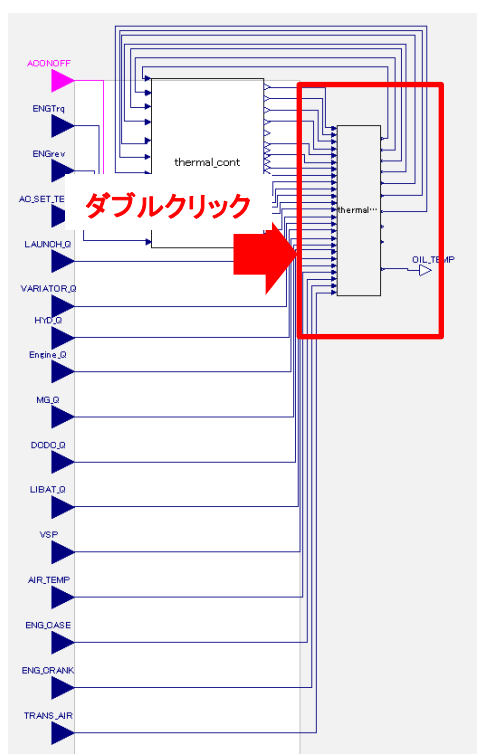 ACONOFF
ENGTrq
ENGrev
thermal_cont
AC_SET_TE
ダブルクリック
thermal…
LAUNCH_Q
OIL_TEMP
VARIATOR_Q
HYD_Q
Engine_Q
MG_Q
DCDC_Q
LIBAT_Q
VSP
AIR_TEMP
ENG_CASE
ENG_CRANK
TRANS_AIR